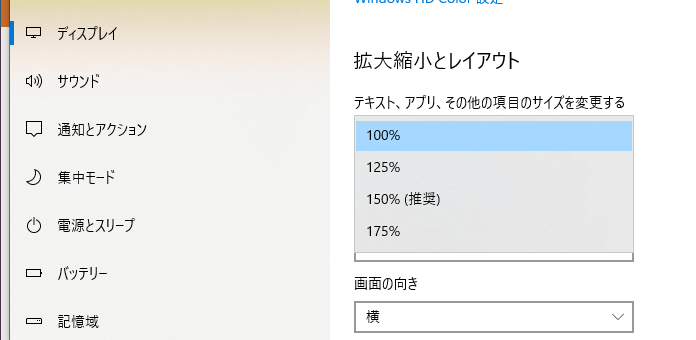 ディスプレイ
サウンド
通知とアクション
集中モード
電源とスリープ
バッテリー
記憶域
Windows HD Color 設定
拡大縮小とレイアウト
テキスト、アプリ、その他の項目のサイズを変更する
100%
125%
150% (推奨)
175%
画面の向き
横